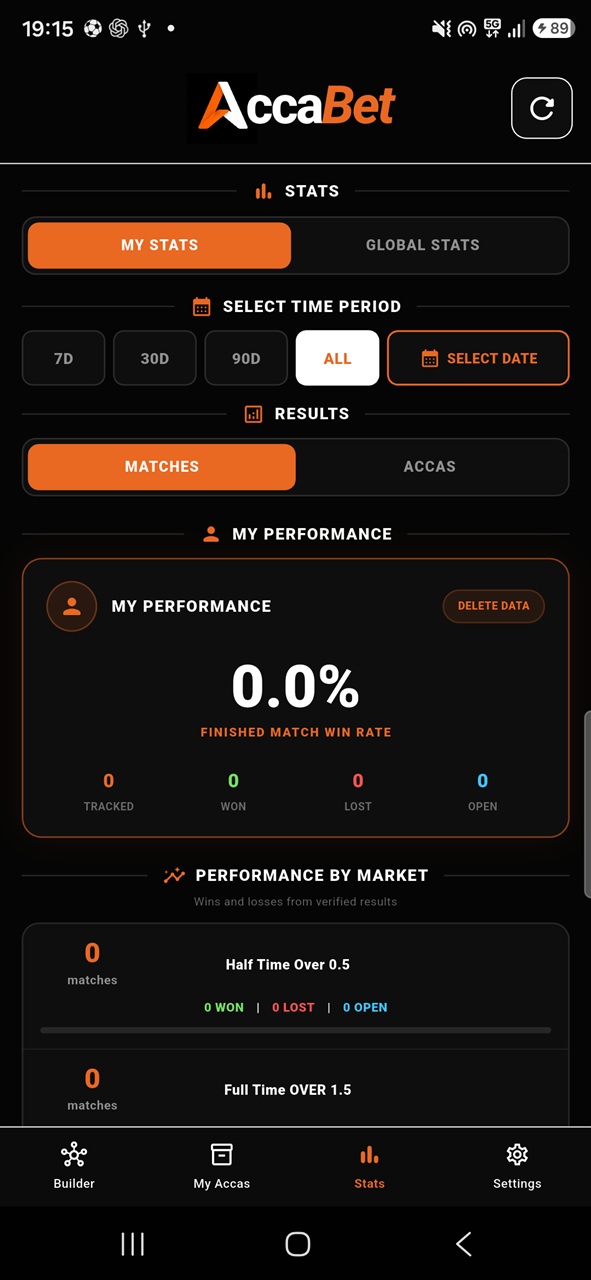 19:15
5G
89
AccaBet
STATS
MY STATS GLOBAL STATS
SELECT TIME PERIOD
7D 30D 90D ALL SELECT DATE
RESULTS
MATCHES ACCAS
MY PERFORMANCE
MY PERFORMANCE DELETE DATA
0.0%
FINISHED MATCH WIN RATE
0 0 0 0
TRACKED WON LOST OPEN
PERFORMANCE BY MARKET
Wins and losses from verified results
0
matches
Half Time Over 0.5
0 WON | 0 LOST | 0 OPEN
0
matches
Full Time OVER 1.5
Builder My Accas Stats Settings